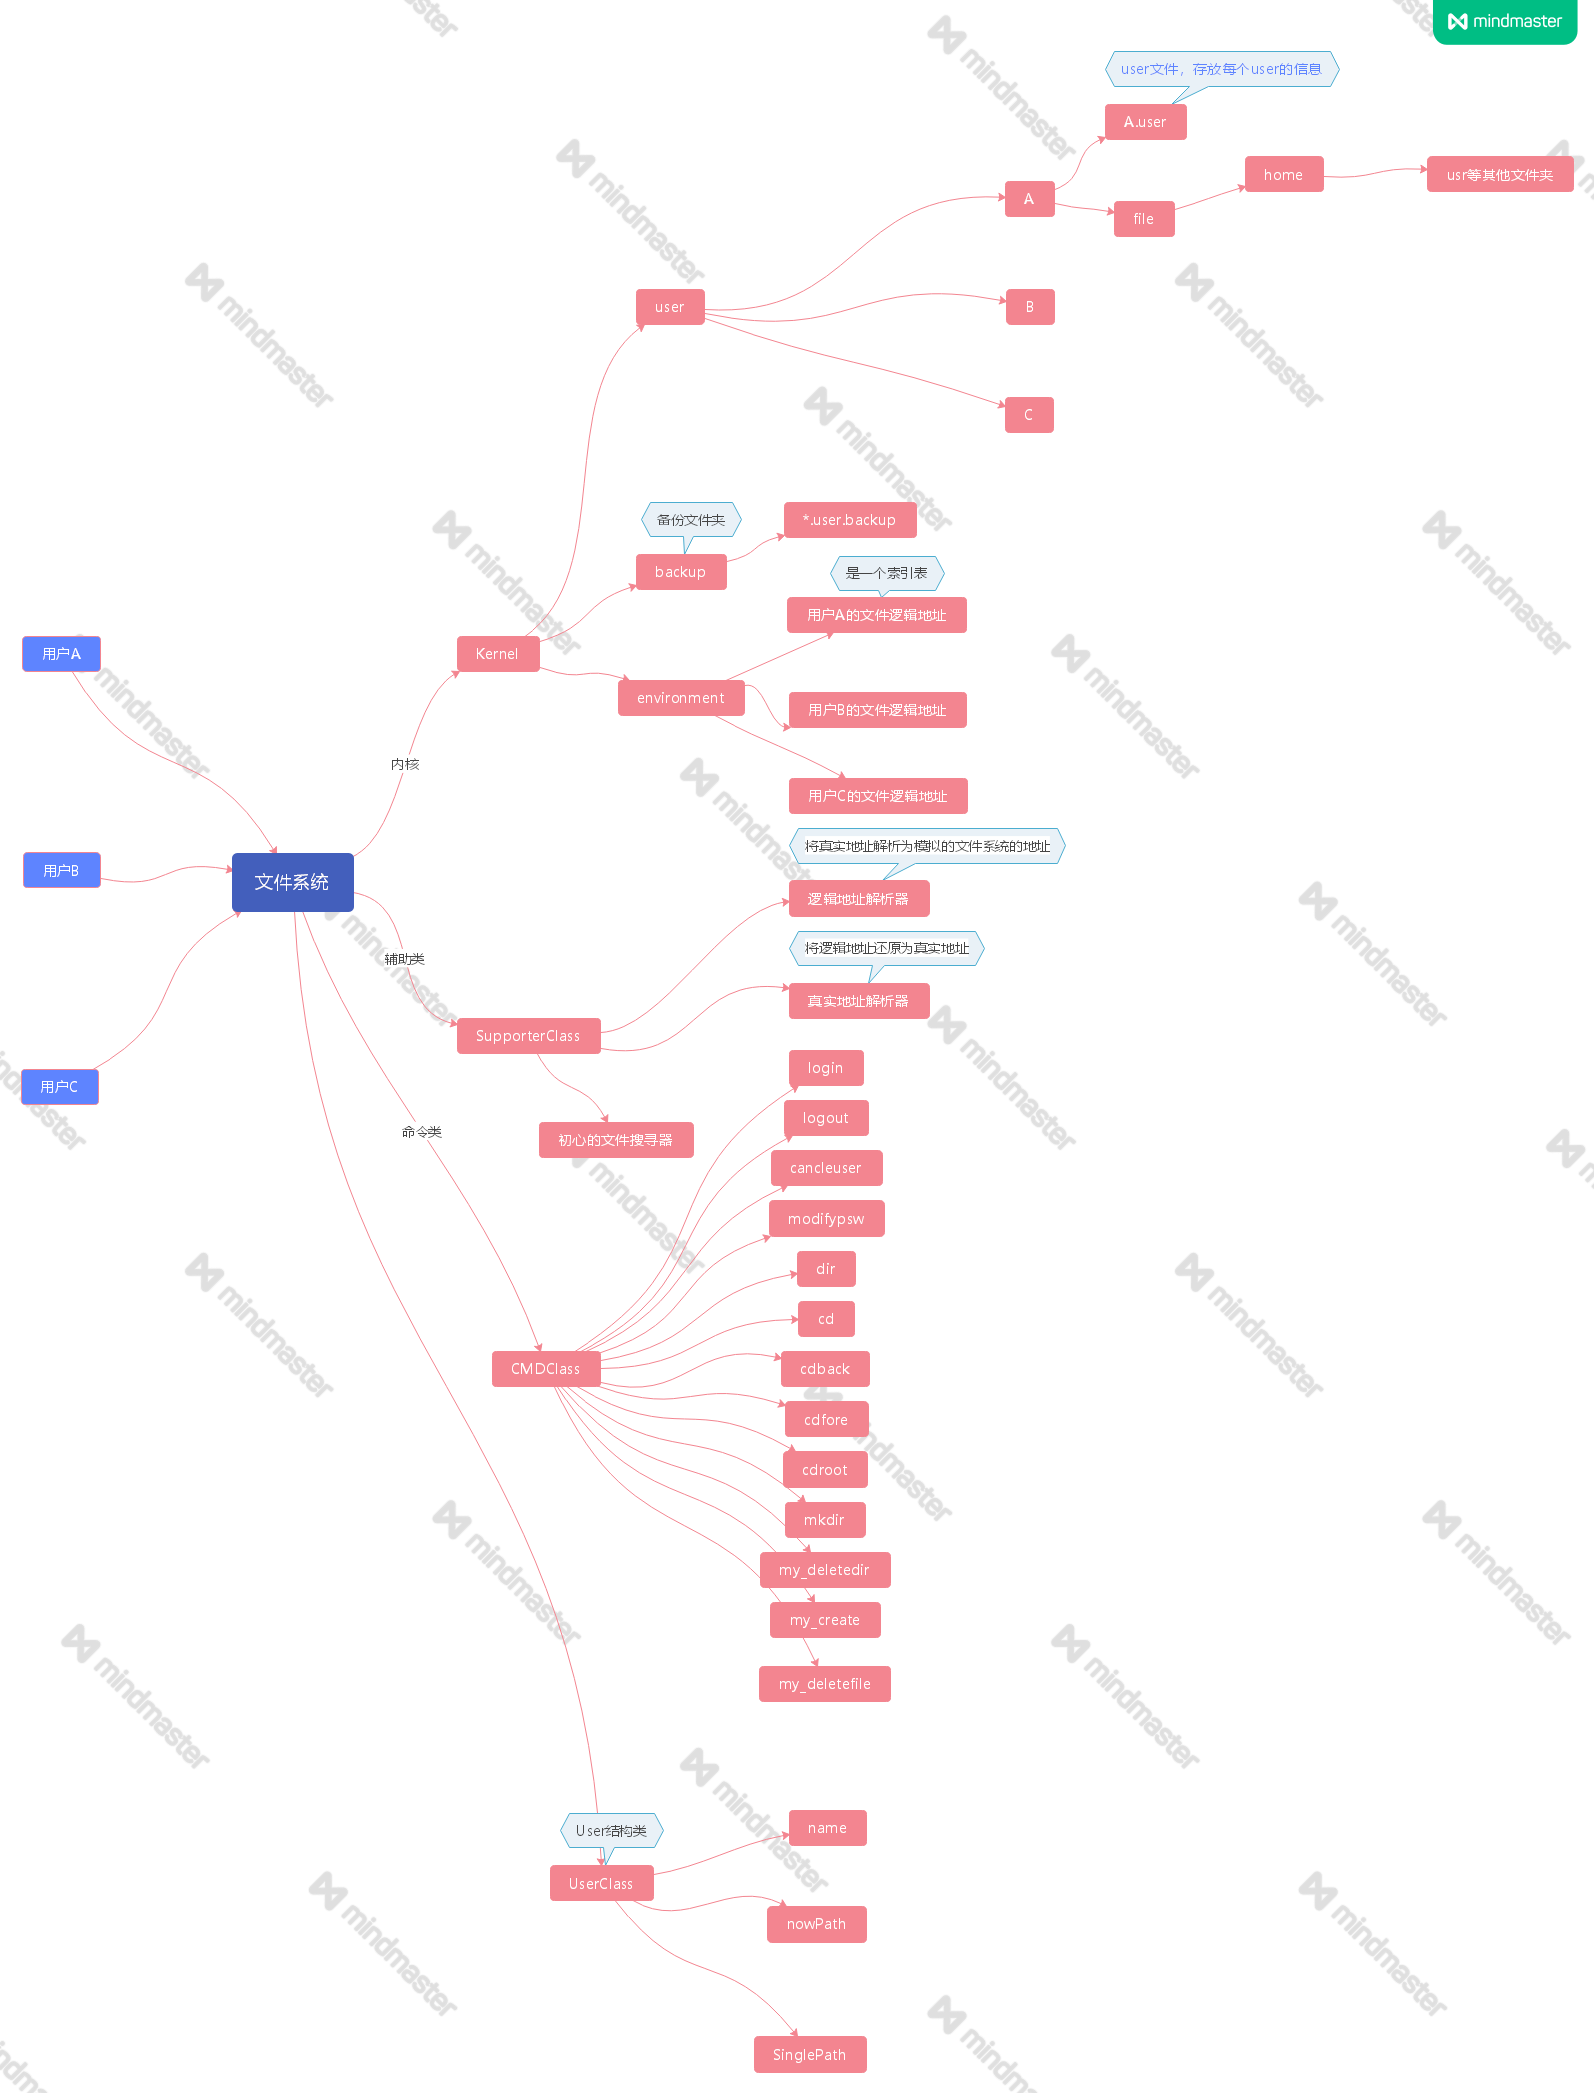 mindmaster
user文件，存放每个user的信息
A.user
home
usr等其他文件夹
A
file
user
B
C
备份文件夹
*.user.backup
backup
是一个索引表
用户A的文件逻辑地址
用户A
Kernel
environment
用户B的文件逻辑地址
内核
用户C的文件逻辑地址
将真实地址解析为模拟的文件系统的地址
用户B
文件系统
逻辑地址解析器
将逻辑地址还原为真实地址
辅助类
真实地址解析器
SupporterClass
login
用户C
logout
命令类
初心的文件搜寻器
cancleuser
modifypsw
dir
cd
CMDClass
cdback
cdfore
cdroot
mkdir
my_deletedir
my_create
my_deletefile
User结构类
name
UserClass
nowPath
SinglePath